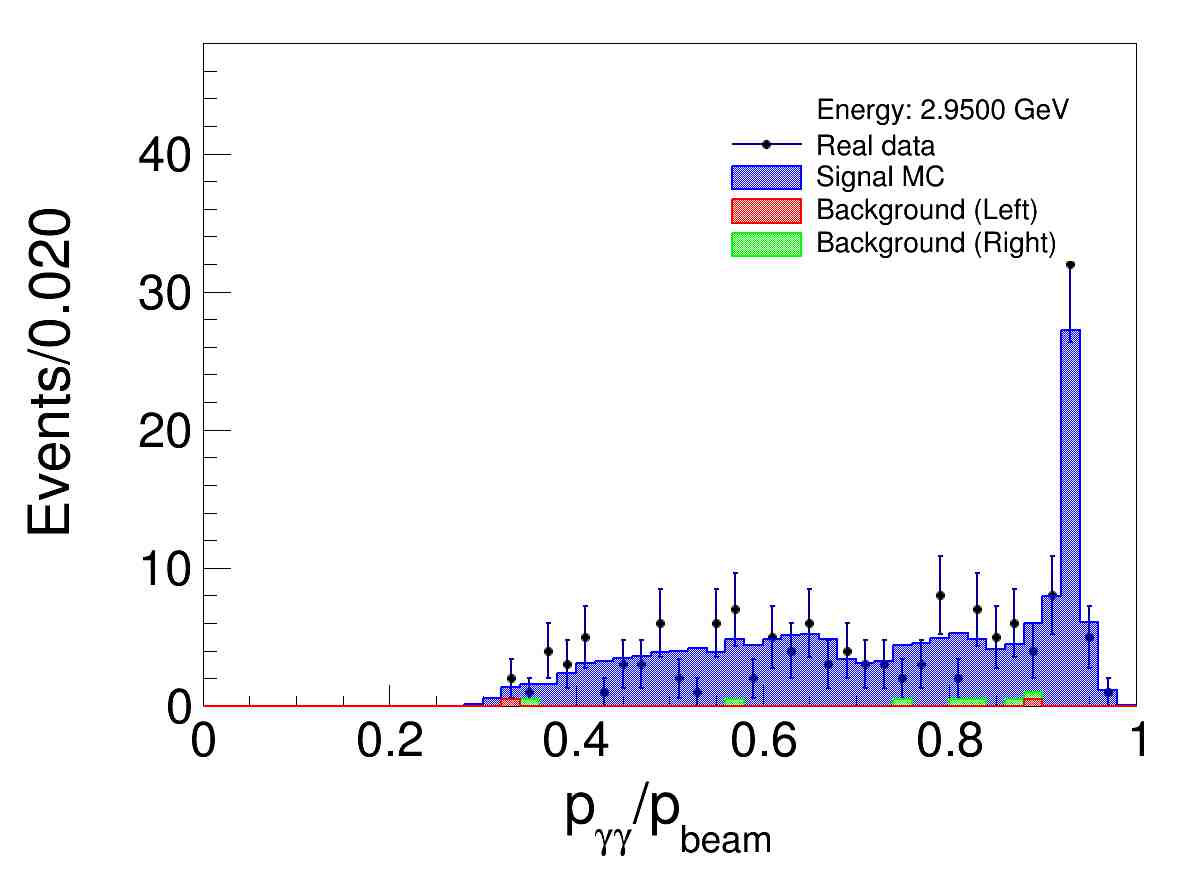 Energy: 2.9500 GeV
Real data
Signal MC
Background (Left)
Background (Right)
Events/0.020
40
30
20
10
0
0 0.2 0.4 0.6 0.8 1
pγγ/pbeam